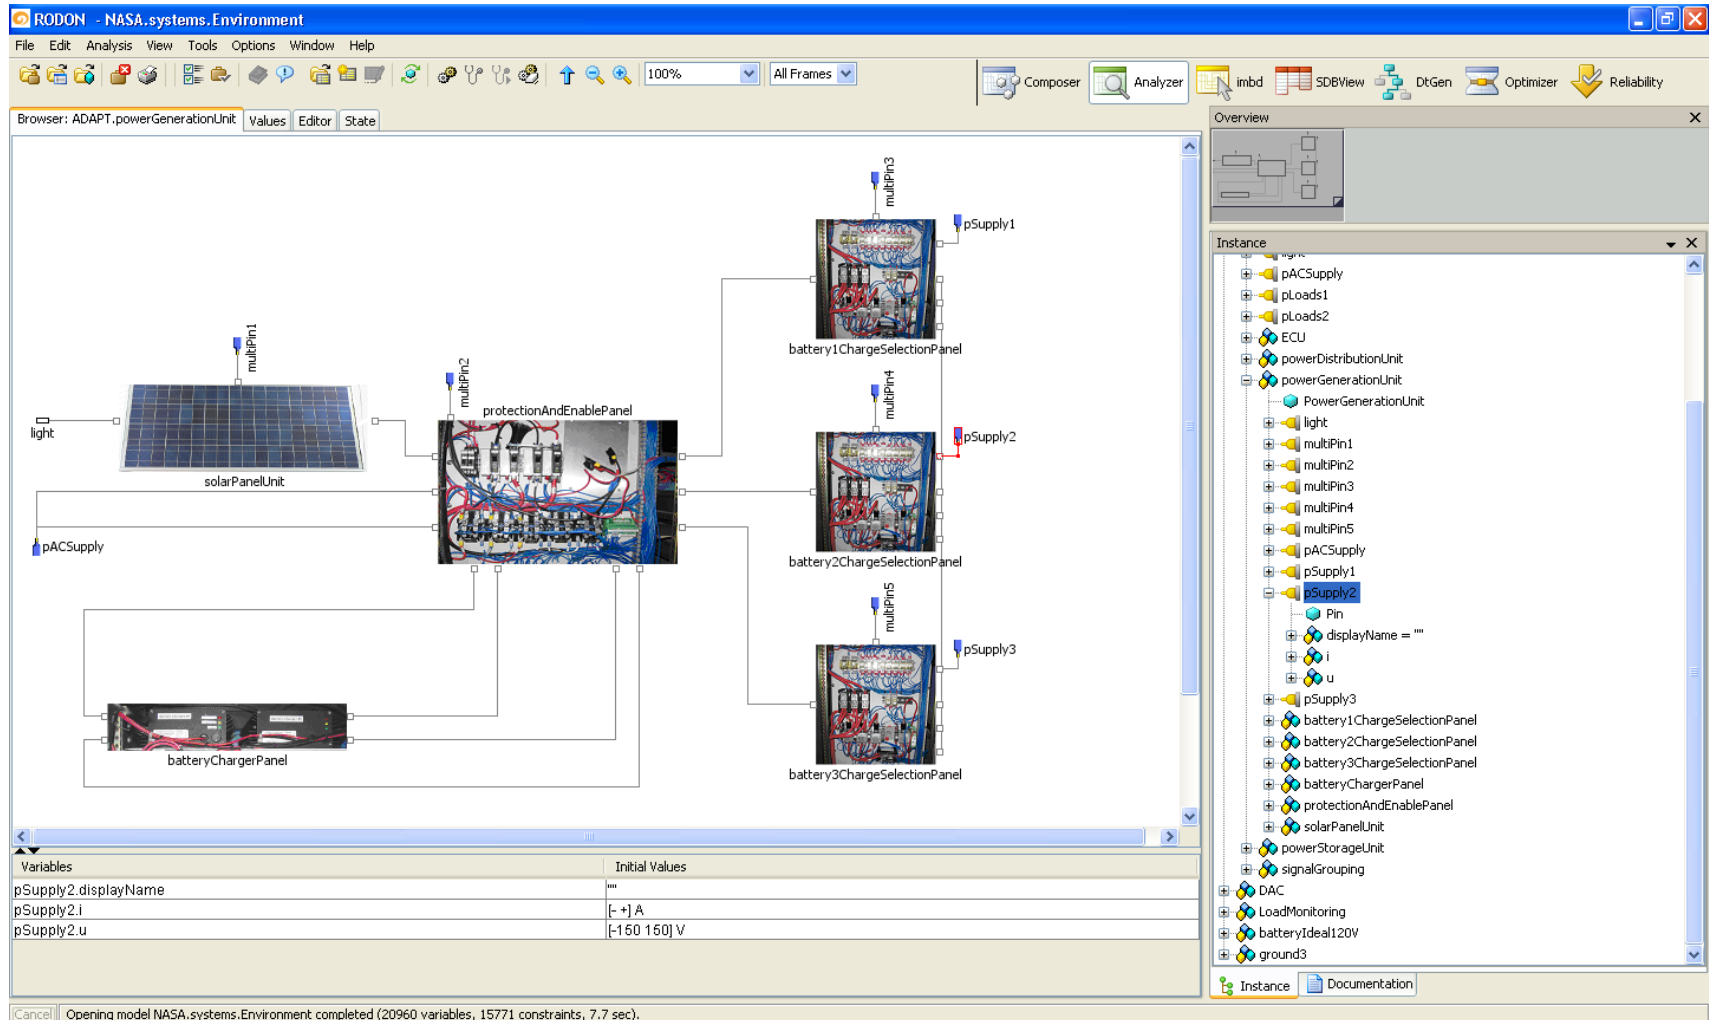 RODON - NASA.systems.Environment
File Edit Analysis View Tools Options Window Help
100% All Frames Composer Analyzer imbd SDBView DtGen Optimizer Reliability
Browser: ADAPT.powerGenerationUnit Values Editor State
multiPin3
pSupply1
battery1ChargeSelectionPanel
multiPin1
multiPin2
protectionAndEnablePanel
multiPin4
pSupply2
light
solarPanelUnit
pACSupply
battery2ChargeSelectionPanel
multiPin5
pSupply3
batteryChargerPanel
battery3ChargeSelectionPanel
Variables Initial Values
pSupply2.displayName ""
pSupply2.i [- +] A
pSupply2.u [-150 150] V
Overview
Instance
light
pACSupply
pLoads1
pLoads2
ECU
powerDistributionUnit
powerGenerationUnit
PowerGenerationUnit
light
multiPin1
multiPin2
multiPin3
multiPin4
multiPin5
pACSupply
pSupply1
pSupply2
Pin
displayName = ""
i
u
pSupply3
battery1ChargeSelectionPanel
battery2ChargeSelectionPanel
battery3ChargeSelectionPanel
batteryChargerPanel
protectionAndEnablePanel
solarPanelUnit
powerStorageUnit
signalGrouping
DAC
LoadMonitoring
batteryIdeal120V
ground3
Instance Documentation
Cancel Opening model NASA.systems.Environment completed (20960 variables, 15771 constraints, 7.7 sec).